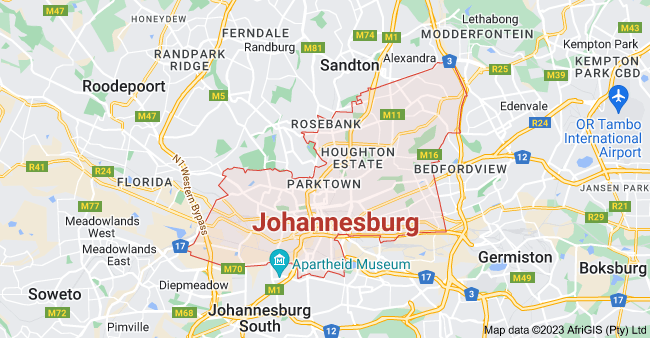 M47
HONEYDEW
FERNDALE
Randburg
M81
M74
M1
Lethabong
MODDERFONTEIN
RANDPARK
RIDGE
Sandton
Alexandra
3
Kempton Park
R25
M39
KEMPTON
PARK CBD
Roodepoort
M5
Edenvale
R24
OR Tambo
International
Airport
ROSEBANK
M11
HOUGHTON
ESTATE
M16
12
BEDFORDVIEW
R41
R24
N1 Western Bypass
FLORIDA
PARKTOWN
JANSEN PARK
M77
R21
R29
Meadowlands
West
Johannesburg
Meadowlands
East
17
M70
Apartheid Museum
17
Germiston
M49
Boksburg
Diepmeadow
M1
3
17
Soweto
M72
M68
Pimville
Johannesburg
South
12
Map data ©2023 AfriGIS (Pty) Ltd